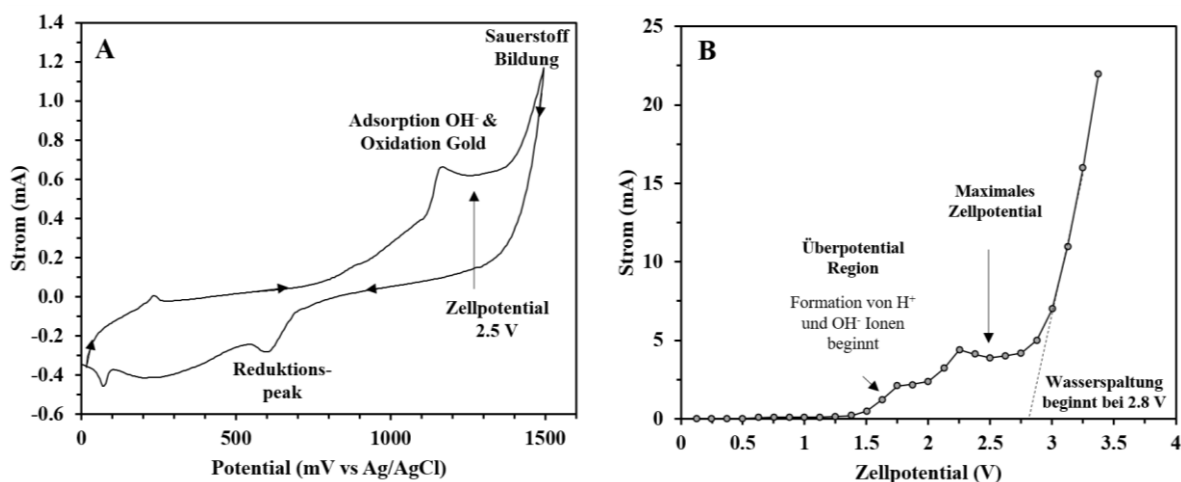 A
1.4
1.2
1.0
0.8
0.6
0.4
0.2
0.0
-0.2
-0.4
-0.6
Strom (mA)
Sauerstoff
Bildung
Adsorption OH⁻ &
Oxidation Gold
Zellpotential
2.5 V
Reduktions-
peak
0
500
1000
1500
Potential (mV vs Ag/AgCl)
B
25
20
15
10
5
0
Strom (mA)
Maximales
Zellpotential
Überpotential
Region
Formation von H⁺
und OH⁻ Ionen
beginnt
Wasserspaltung
beginnt bei 2.8 V
0
0.5
1
1.5
2
2.5
3
3.5
4
Zellpotential (V)